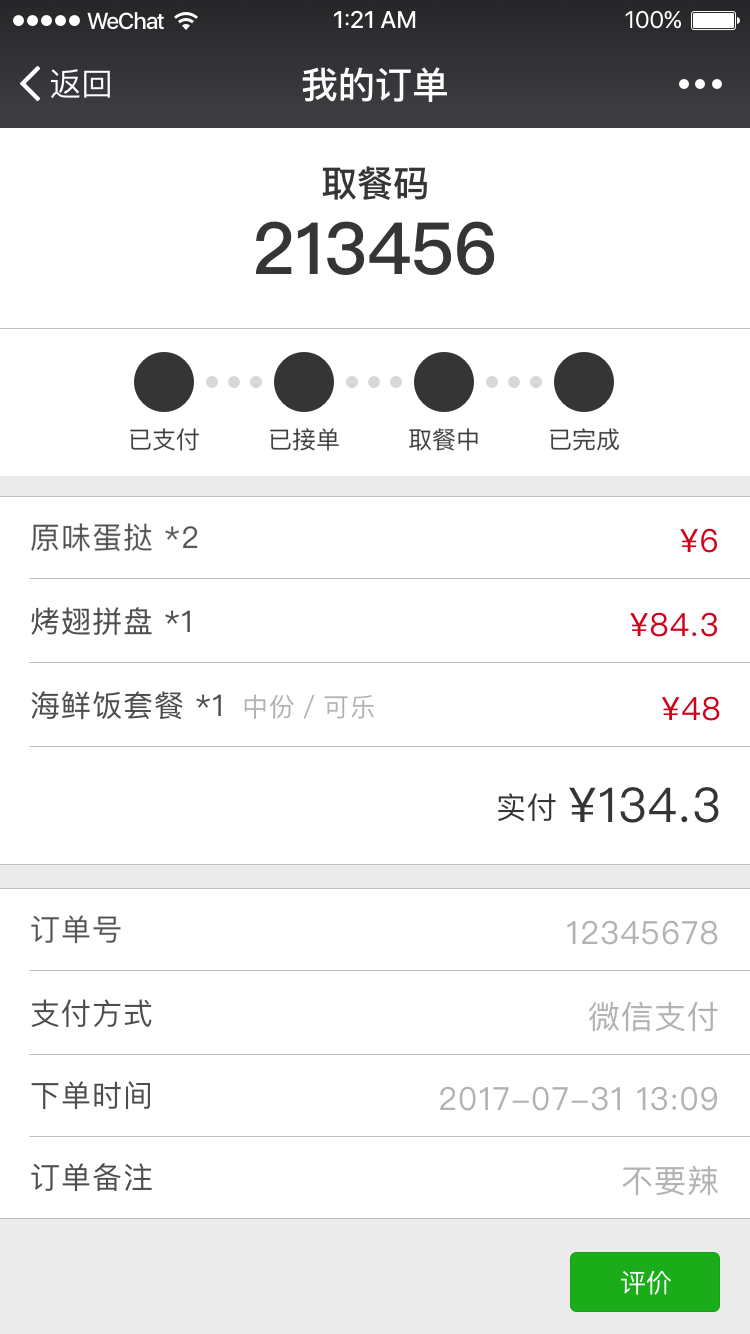 WeChat 1:21 AM 100%
返回 我的订单
取餐码
213456
已支付 已接单 取餐中 已完成
原味蛋挞 *2 ¥6
烤翅拼盘 *1 ¥84.3
海鲜饭套餐 *1 中份 / 可乐 ¥48
实付 ¥134.3
订单号 12345678
支付方式 微信支付
下单时间 2017-07-31 13:09
订单备注 不要辣
评价